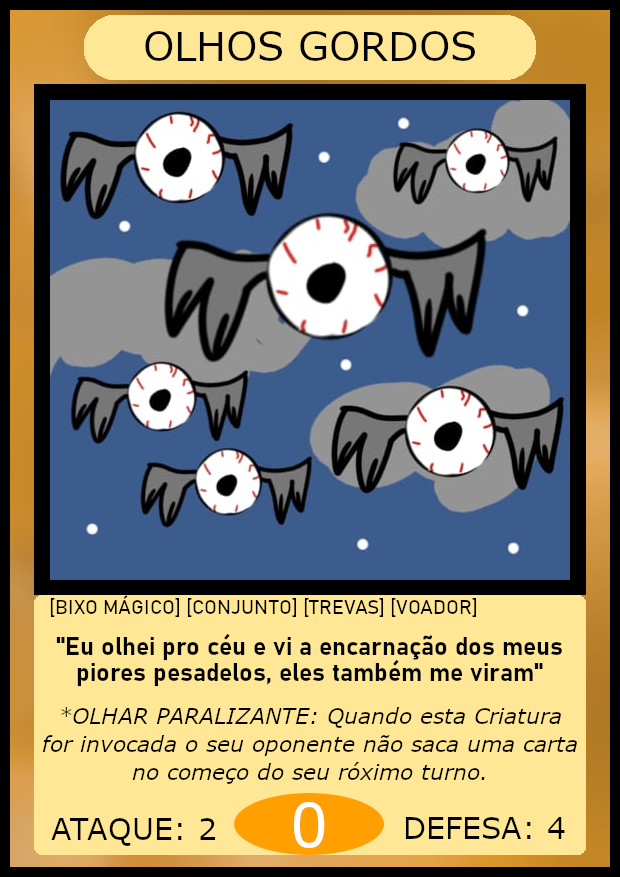 OLHOS GORDOS
[BIXO MÁGICO] [CONJUNTO] [TREVAS] [VOADOR]
"Eu olhei pro céu e vi a encarnação dos meus
piores pesadelos, eles também me viram"
*OLHAR PARALIZANTE: Quando esta Criatura
for invocada o seu oponente não saca uma carta
no começo do seu róximo turno.
ATAQUE: 2 0 DEFESA: 4